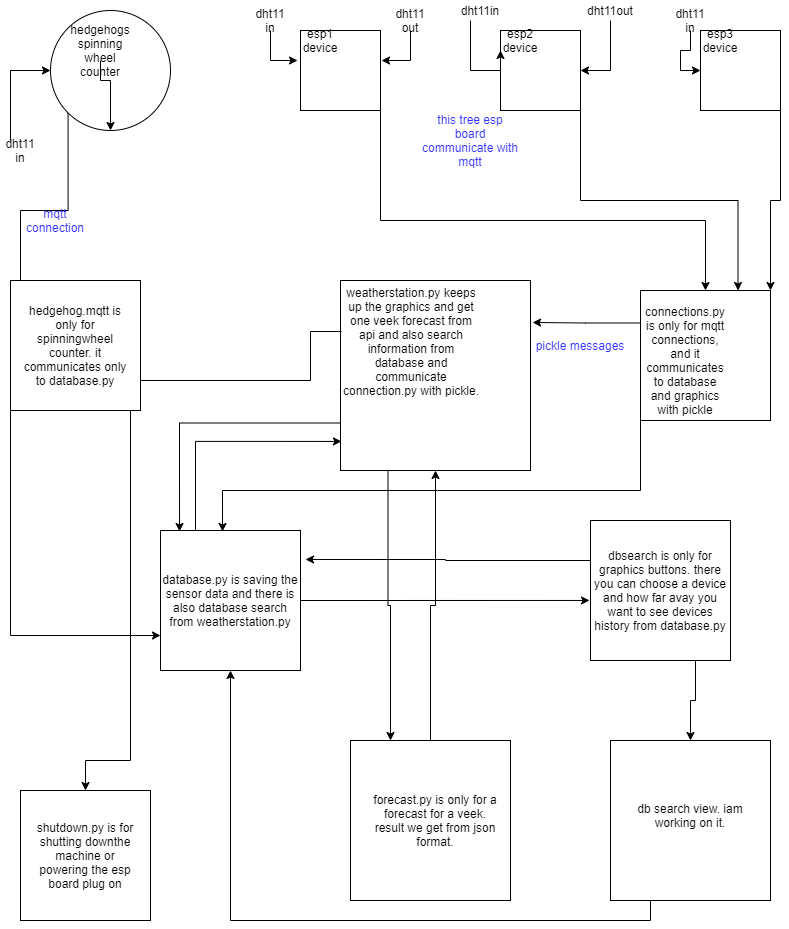 hedgehogs
spinning
wheel
counter
dht11
in
dht11
in
dht11
out
esp1
device
dht11in
dht11out
esp2
device
dht11
in
esp3
device
this tree esp
board
communicate with
mqtt
mqtt
connection
hedgehog.mqtt is
only for
spinningwheel
counter. it
communicates only
to database.py
weatherstation.py keeps
up the graphics and get
one veek forecast from
api and also search
information from
database and
communicate
connection.py with pickle.
pickle messages
connections.py
is only for mqtt
connections,
and it
communicates
to database
and graphics
with pickle
database.py is saving the
sensor data and there is
also database search
from weatherstation.py
dbsearch is only for
graphics buttons. there
you can choose a device
and how far avay you
want to see devices
history from database.py
shutdown.py is for
shutting downthe
machine or
powering the esp
board plug on
forecast.py is only for a
forecast for a veek.
result we get from json
format.
db search view. iam
working on it.